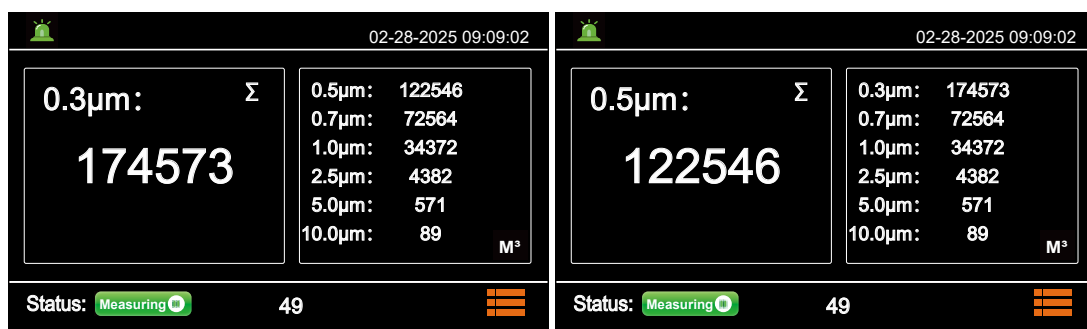 02-28-2025 09:09:02
0.3µm: Σ
174573
0.5µm: 122546
0.7µm: 72564
1.0µm: 34372
2.5µm: 4382
5.0µm: 571
10.0µm: 89
M³
Status: Measuring 49
02-28-2025 09:09:02
0.5µm: Σ
122546
0.3µm: 174573
0.7µm: 72564
1.0µm: 34372
2.5µm: 4382
5.0µm: 571
10.0µm: 89
M³
Status: Measuring 49